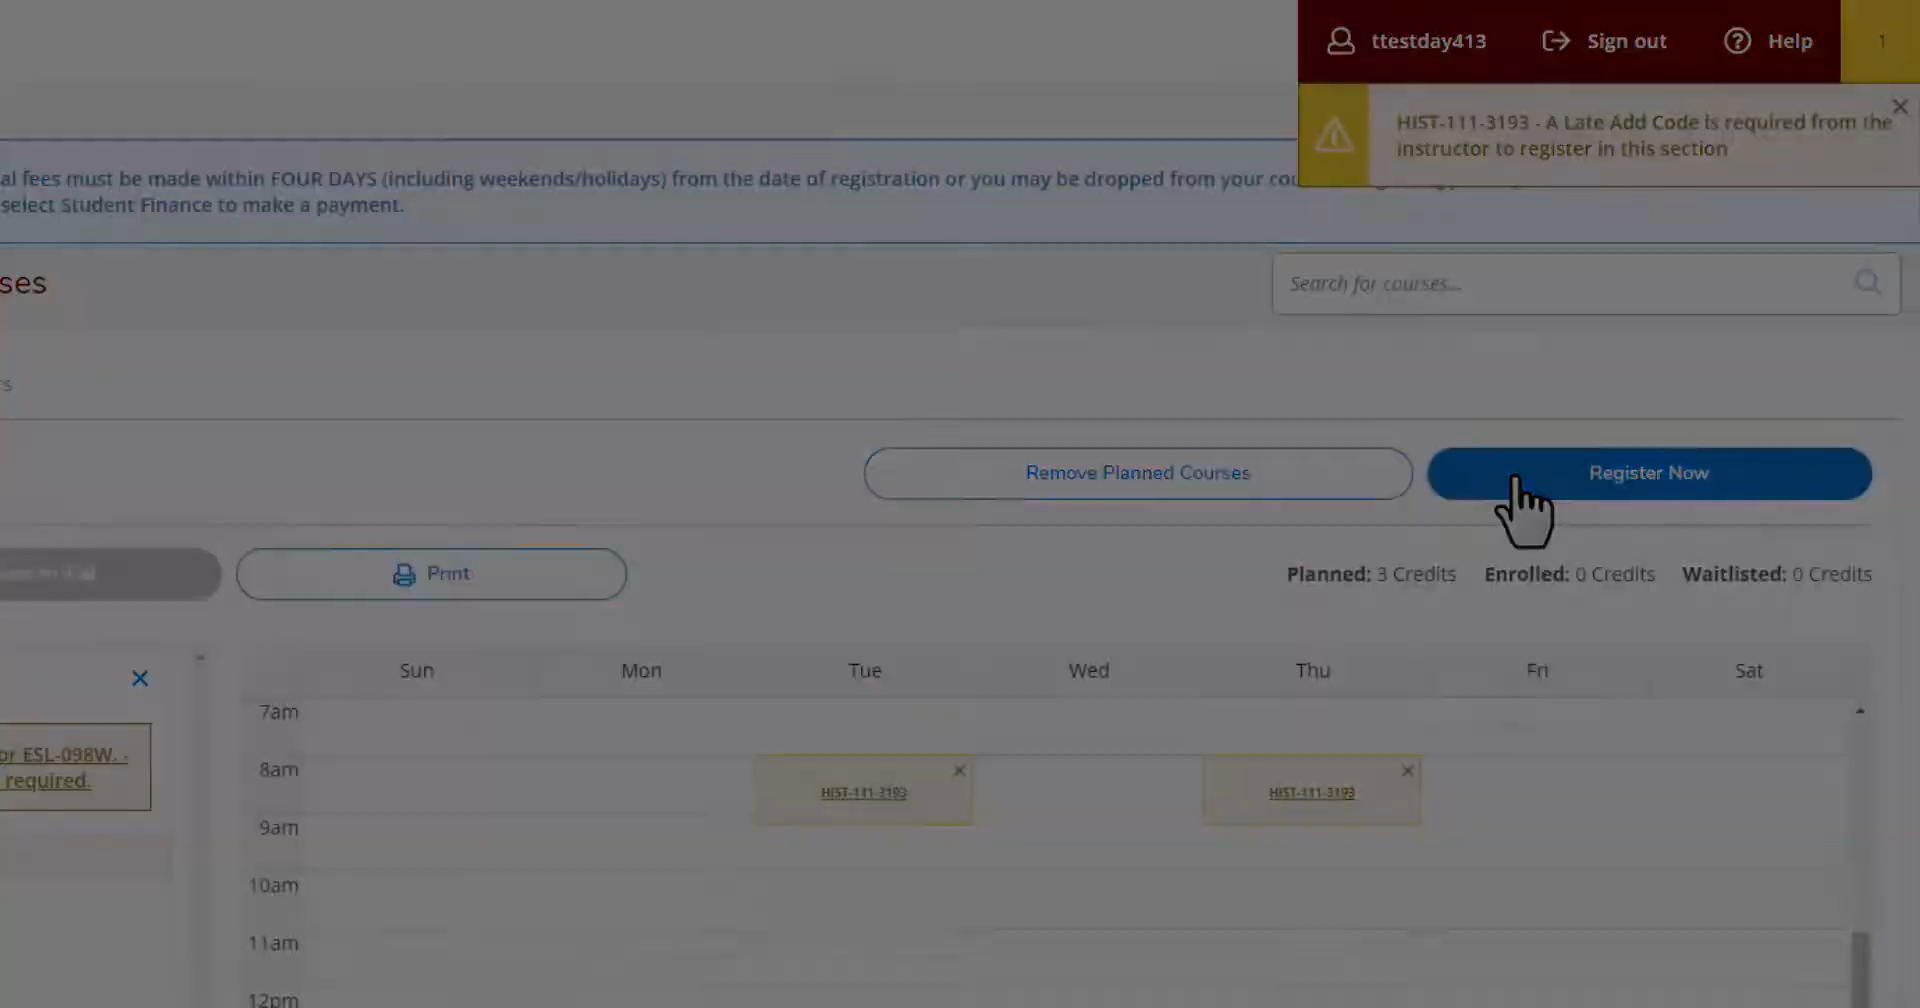 ttestday413 Sign out Help 1
HIST-111-3193 - A Late Add Code is required from the
instructor to register in this section
al fees must be made within FOUR DAYS (including weekends/holidays) from the date of registration or you may be dropped from your cou
select Student Finance to make a payment.
ses
Search for courses...
rs
Remove Planned Courses Register Now
Print Planned: 3 Credits Enrolled: 0 Credits Waitlisted: 0 Credits
Sun Mon Tue Wed Thu Fri Sat
7am
or ESL-098W. -
required.
8am
HIST-111-3193 HIST-111-3193
9am
10am
11am
12pm